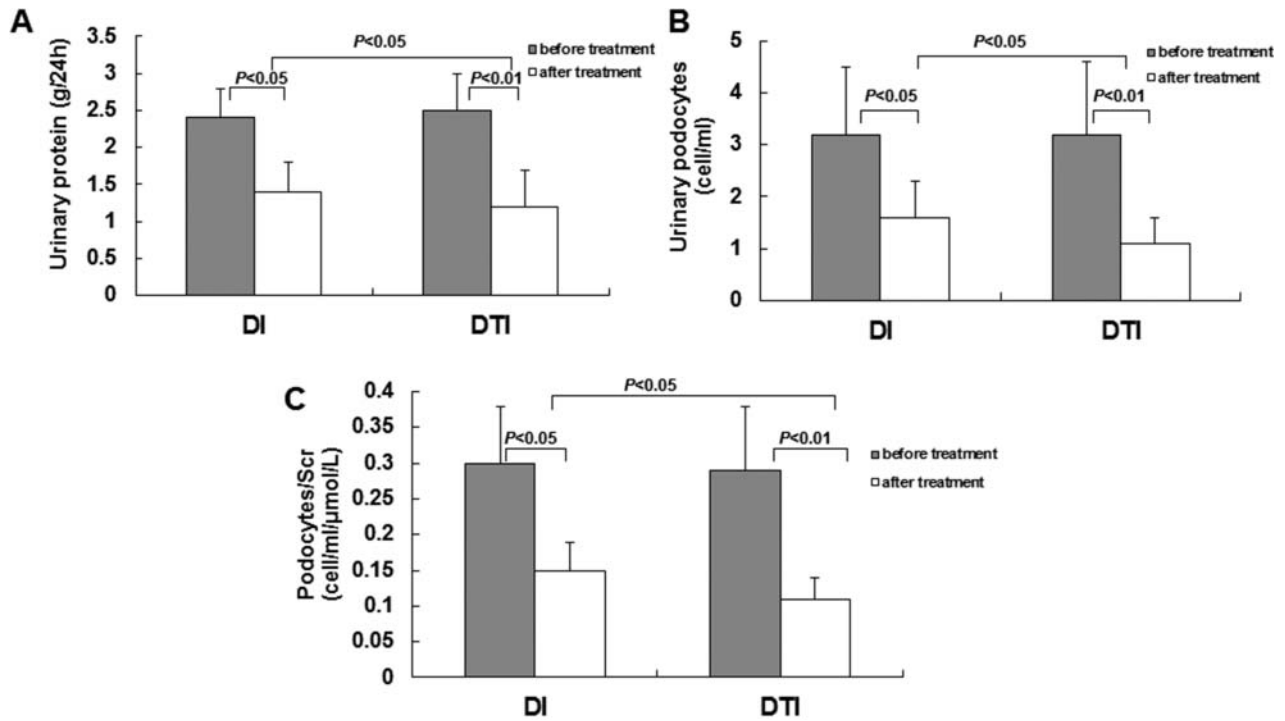 A
Urinary protein (g/24h)
3.5
3
2.5
2
1.5
1
0.5
0
P<0.05
P<0.05
P<0.01
before treatment
after treatment
DI
DTI
B
Urinary podocytes
(cell/ml)
5
4
3
2
1
0
P<0.05
P<0.05
P<0.01
before treatment
after treatment
DI
DTI
C
Podocytes/Scr
(cell/ml/μmol/L)
0.4
0.35
0.3
0.25
0.2
0.15
0.1
0.05
0
P<0.05
P<0.05
P<0.01
before treatment
after treatment
DI
DTI